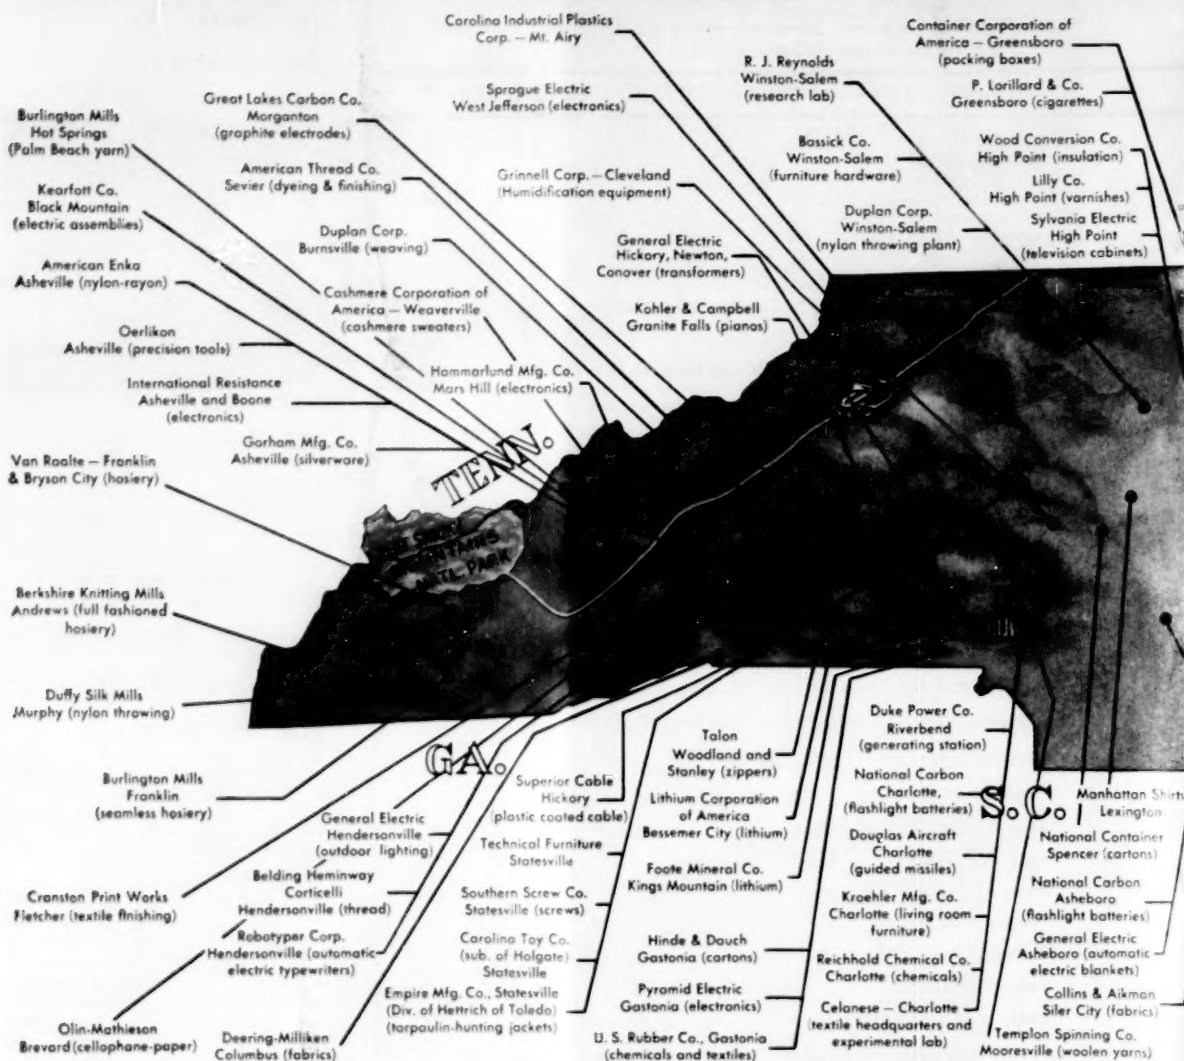 Carolina Industrial Plastics
Corp. — Mt. Airy
Container Corporation of
America — Greensboro
(packing boxes)
R. J. Reynolds
Winston-Salem
(research lab)
Sprague Electric
West Jefferson (electronics)
P. Lorillard & Co.
Greensboro (cigarettes)
Great Lakes Carbon Co.
Morganton
(graphite electrodes)
Burlington Mills
Hot Springs
(Palm Beach yarn)
Bassick Co.
Winston-Salem
(furniture hardware)
Wood Conversion Co.
High Point (insulation)
American Thread Co.
Sevier (dyeing & finishing)
Grinnell Corp. — Cleveland
(Humidification equipment)
Lilly Co.
High Point (varnishes)
Kearfott Co.
Black Mountain
(electric assemblies)
Duplan Corp.
Winston-Salem
(nylon throwing plant)
Sylvania Electric
High Point
(television cabinets)
Duplan Corp.
Burnsville (weaving)
General Electric
Hickory, Newton,
Conover (transformers)
American Enka
Asheville (nylon-rayon)
Cashmere Corporation of
America — Weaverville
(cashmere sweaters)
Kohler & Campbell
Granite Falls (pianos)
Oerlikon
Asheville (precision tools)
Hammarlund Mfg. Co.
Mars Hill (electronics)
International Resistance
Asheville and Boone
(electronics)
Gorham Mfg. Co.
Asheville (silverware)
TENN.
Van Raalte — Franklin
& Bryson City (hosiery)
GREAT SMOKY
MOUNTAINS
NAT'L. PARK
Berkshire Knitting Mills
Andrews (full fashioned
hosiery)
Duffy Silk Mills
Murphy (nylon throwing)
GA.
S.C.
Burlington Mills
Franklin
(seamless hosiery)
Cranston Print Works
Fletcher (textile finishing)
Olin-Mathieson
Brevard (cellophane-paper)
General Electric
Hendersonville
(outdoor lighting)
Belding Heminway
Corticelli
Hendersonville (thread)
Robotyper Corp.
Hendersonville (automatic
electric typewriters)
Deering-Milliken
Columbus (fabrics)
Superior Cable
Hickory
(plastic coated cable)
Technical Furniture
Statesville
Southern Screw Co.
Statesville (screws)
Carolina Toy Co.
(sub. of Holgate)
Statesville
Empire Mfg. Co., Statesville
(Div. of Hettrich of Toledo)
(tarpaulin-hunting jackets)
Talon
Woodland and
Stanley (zippers)
Lithium Corporation
of America
Bessemer City (lithium)
Foote Mineral Co.
Kings Mountain (lithium)
Hinde & Dauch
Gastonia (cartons)
Pyramid Electric
Gastonia (electronics)
U. S. Rubber Co., Gastonia
(chemicals and textiles)
Duke Power Co.
Riverbend
(generating station)
National Carbon
Charlotte,
(flashlight batteries)
Douglas Aircraft
Charlotte
(guided missiles)
Kroehler Mfg. Co.
Charlotte (living room
furniture)
Reichhold Chemical Co.
Charlotte (chemicals)
Celanese — Charlotte
(textile headquarters and
experimental lab)
Manhattan Shirts
Lexington
National Container
Spencer (cartons)
National Carbon
Asheboro
(flashlight batteries)
General Electric
Asheboro (automatic
electric blankets)
Collins & Aikman
Siler City (fabrics)
Templon Spinning Co.
Mooresville (woolen yarns)